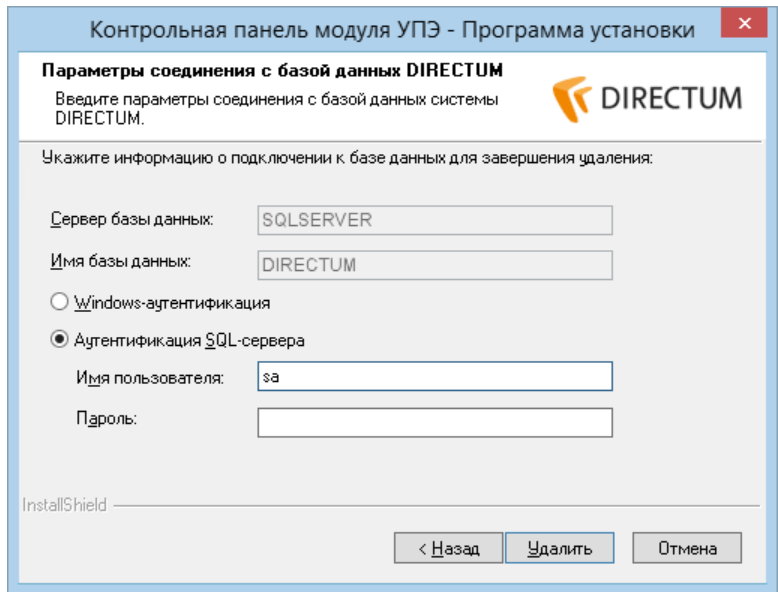 Контрольная панель модуля УПЭ - Программа установки
Параметры соединения с базой данных DIRECTUM
Введите параметры соединения с базой данных системы
DIRECTUM.
DIRECTUM
Укажите информацию о подключении к базе данных для завершения удаления:
Сервер базы данных: SQLSERVER
Имя базы данных: DIRECTUM
Windows-аутентификация
Аутентификация SQL-сервера
Имя пользователя: sa
Пароль:
InstallShield
< Назад Удалить Отмена